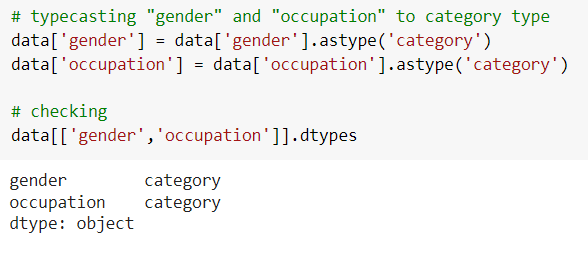 # typecasting "gender" and "occupation" to category type
data['gender'] = data['gender'].astype('category')
data['occupation'] = data['occupation'].astype('category')
# checking
data[['gender','occupation']].dtypes
gender        category
occupation    category
dtype: object